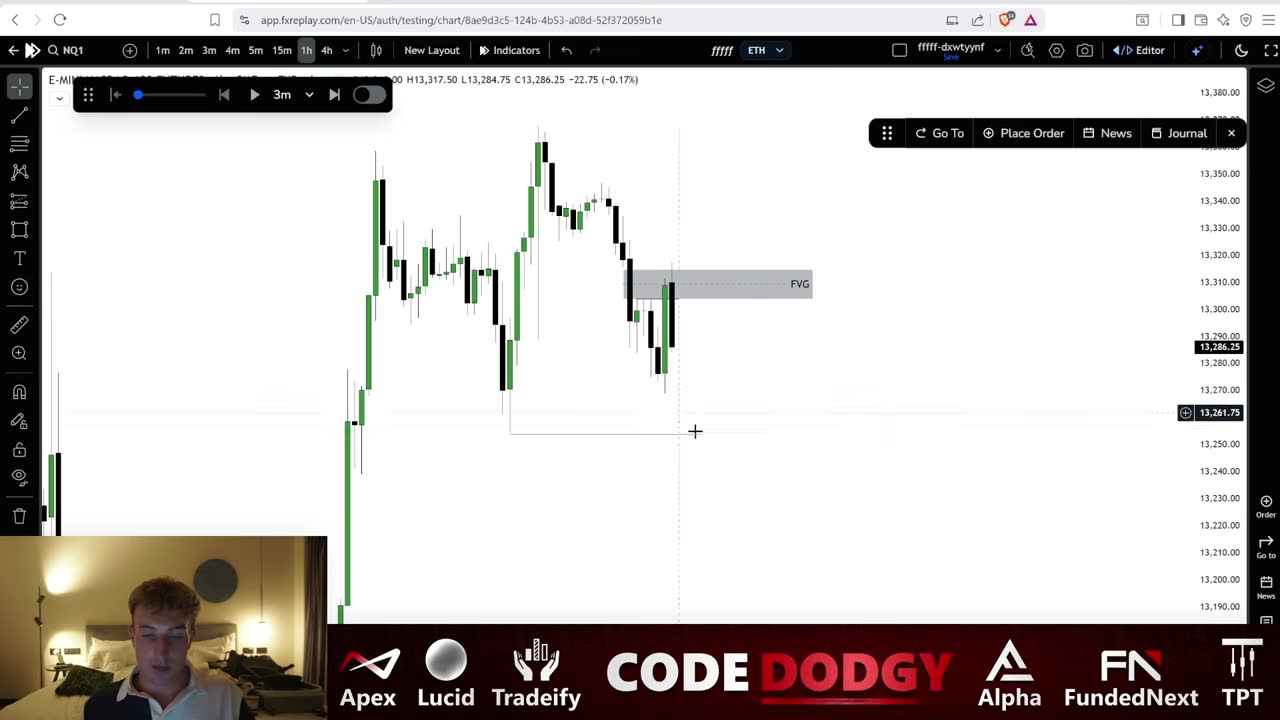 app.fxreplay.com/en-US/auth/testing/chart/8ae9d3c5-124b-4b53-a08d-52f372059b1e
NQ1 1m 2m 3m 4m 5m 15m 1h 4h New Layout Indicators fffff ETH fffff-dxwtyynf Save Editor
H13,317.50 L13,284.75 C13,286.25 −22.75 (−0.17%)
3m
Go To Place Order News Journal
13,380.00
13,350.00
13,340.00
13,330.00
13,320.00
13,310.00
13,300.00
13,290.00
13,286.25
13,280.00
13,270.00
13,261.75
13,250.00
13,240.00
13,230.00
13,220.00
13,210.00
13,200.00
13,190.00
FVG
Order
Go to
News
Apex Lucid Tradeify CODE DODGY Alpha FN FundedNext TPT